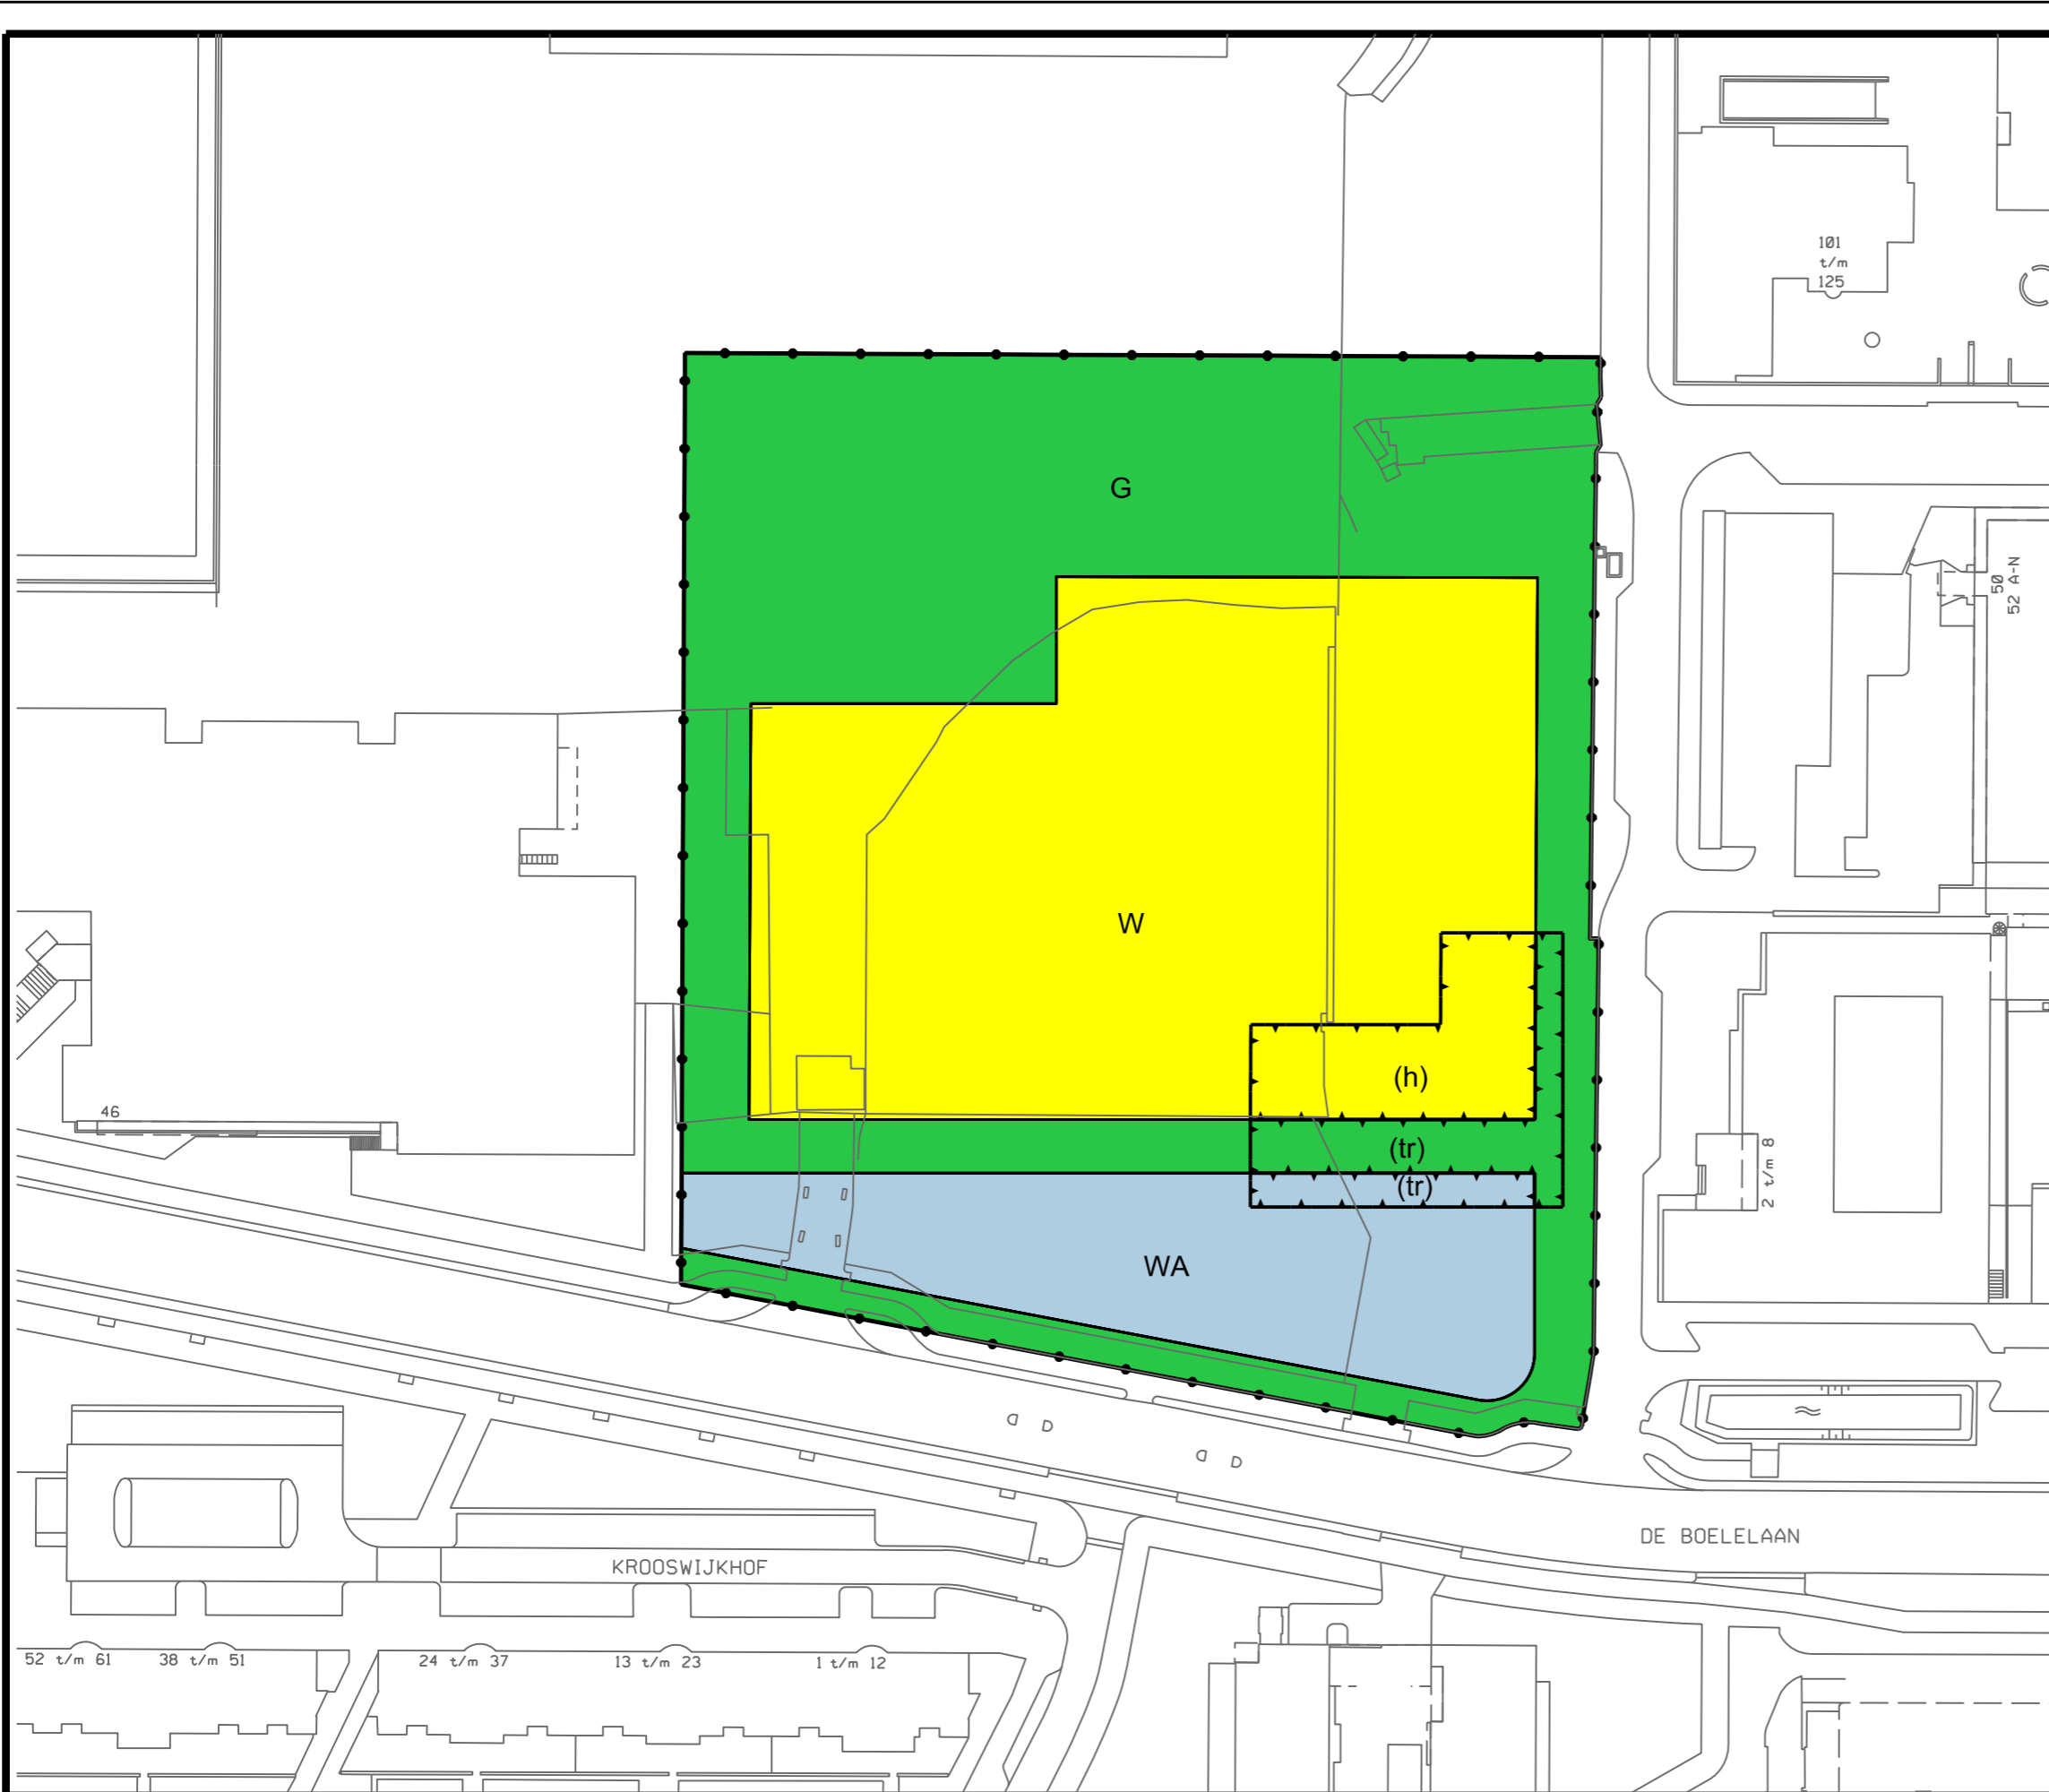 101
t/m
125
G
50
52 A-N
W
(h)
46
(tr)
2 t/m 8
(tr)
WA
DE BOELELAAN
KROOSWIJKHOF
52 t/m 61
38 t/m 51
24 t/m 37
13 t/m 23
1 t/m 12